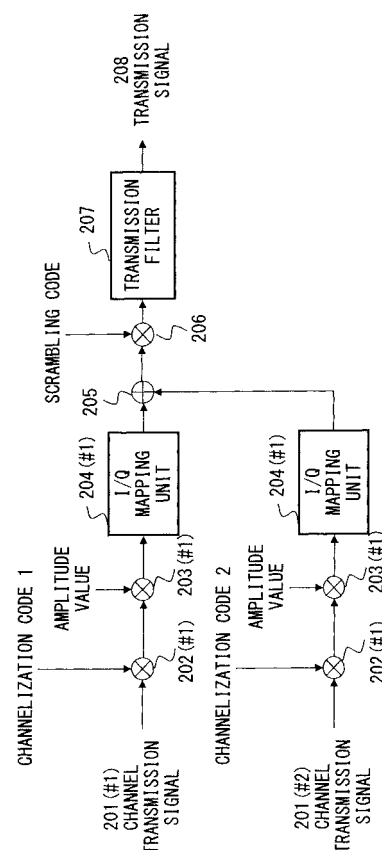 CHANNELIZATION CODE 1
AMPLITUDE
VALUE
201(#1)
CHANNEL
TRANSMISSION
SIGNAL
202(#1)
203(#1)
204(#1)
I/Q
MAPPING
UNIT
205
SCRAMBLING CODE
206
207
TRANSMISSION
FILTER
208
TRANSMISSION
SIGNAL
CHANNELIZATION CODE 2
AMPLITUDE
VALUE
201(#2)
CHANNEL
TRANSMISSION
SIGNAL
202(#1)
203(#1)
204(#1)
I/Q
MAPPING
UNIT